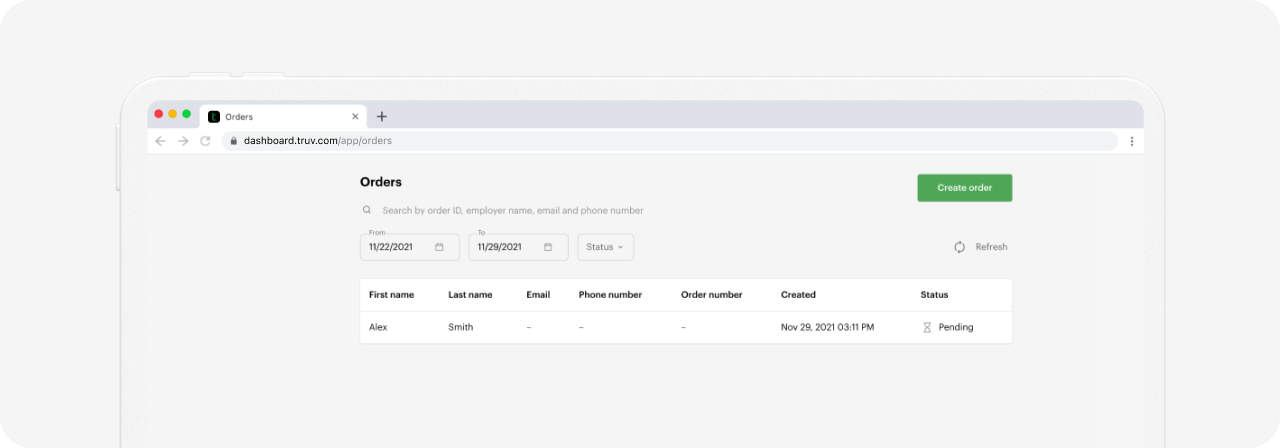 Orders
dashboard.truv.com/app/orders
Orders
Create order
Search by order ID, employer name, email and phone number
From To
11/22/2021 11/29/2021 Status Refresh
First name Last name Email Phone number Order number Created Status
Alex Smith – – – Nov 29, 2021 03:11 PM Pending